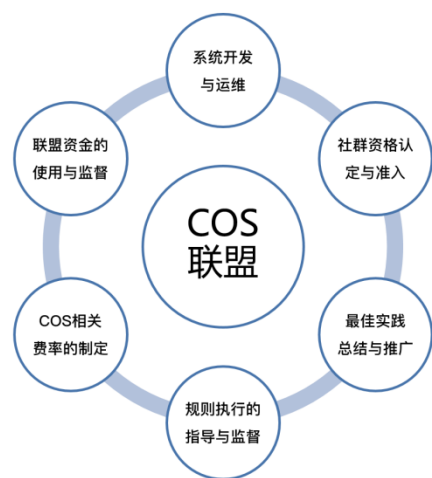 系统开发
与运维
联盟资金的
使用与监督
社群资格认
定与准入
COS
联盟
COS相关
费率的制定
最佳实践
总结与推广
规则执行的
指导与监督